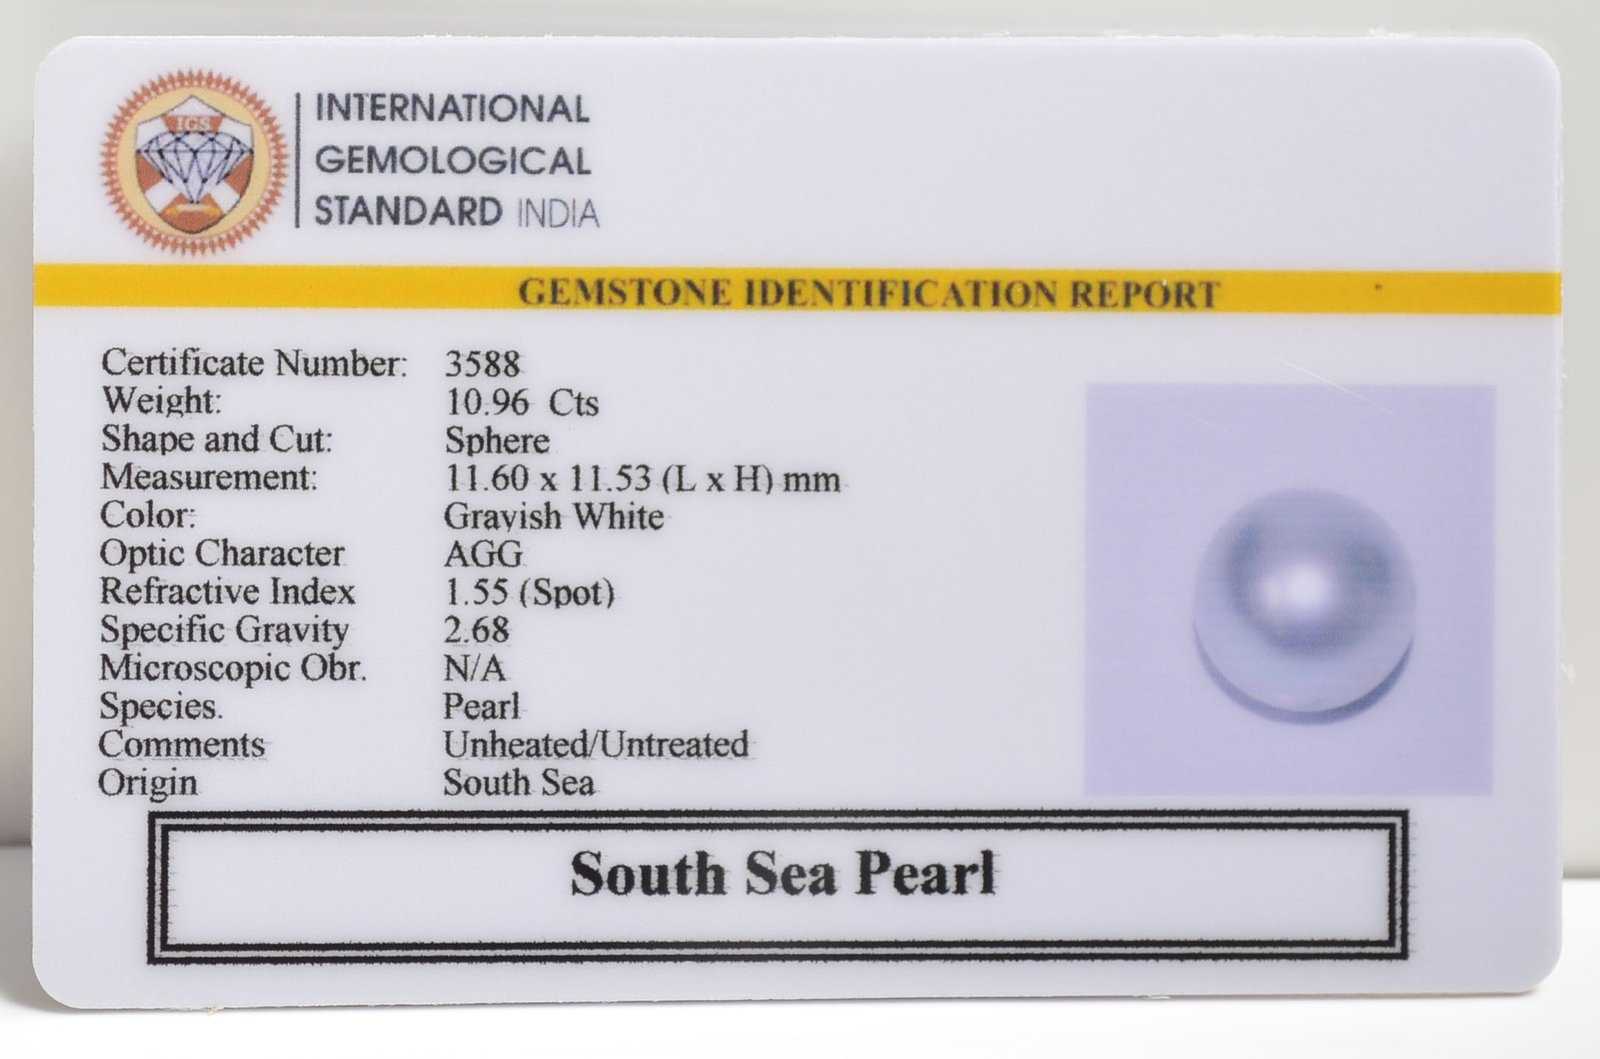 IGS
INTERNATIONAL
GEMOLOGICAL
STANDARD INDIA
GEMSTONE IDENTIFICATION REPORT
Certificate Number: 3588
Weight: 10.96 Cts
Shape and Cut: Sphere
Measurement: 11.60 x 11.53 (L x H) mm
Color: Grayish White
Optic Character AGG
Refractive Index 1.55 (Spot)
Specific Gravity 2.68
Microscopic Obr. N/A
Species. Pearl
Comments Unheated/Untreated
Origin South Sea
South Sea Pearl